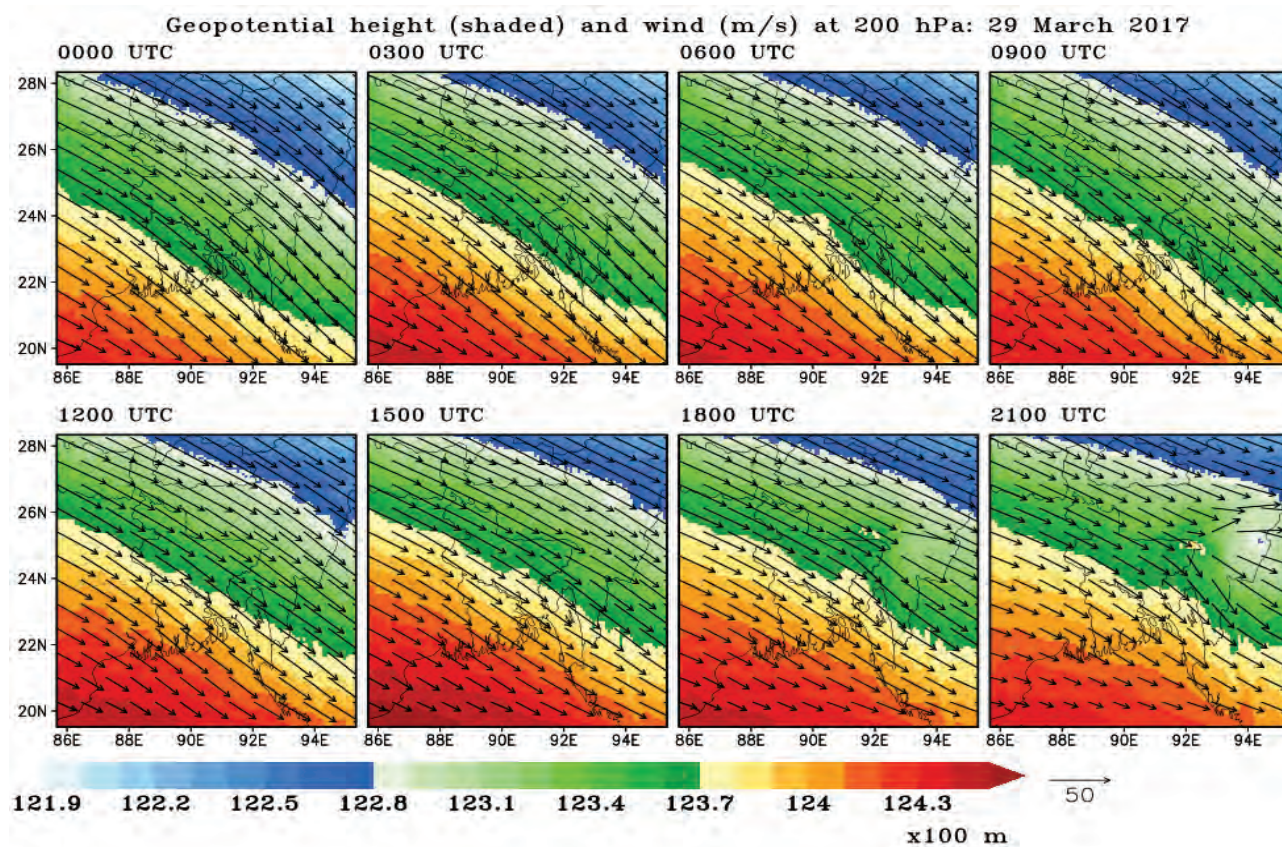 Geopotential height (shaded) and wind (m/s) at 200 hPa: 29 March 2017
0000 UTC 0300 UTC 0600 UTC 0900 UTC
28N
26N
24N
22N
20N
86E 88E 90E 92E 94E 86E 88E 90E 92E 94E 86E 88E 90E 92E 94E 86E 88E 90E 92E 94E
1200 UTC 1500 UTC 1800 UTC 2100 UTC
28N
26N
24N
22N
20N
86E 88E 90E 92E 94E 86E 88E 90E 92E 94E 86E 88E 90E 92E 94E 86E 88E 90E 92E 94E
121.9 122.2 122.5 122.8 123.1 123.4 123.7 124 124.3 50
x100 m